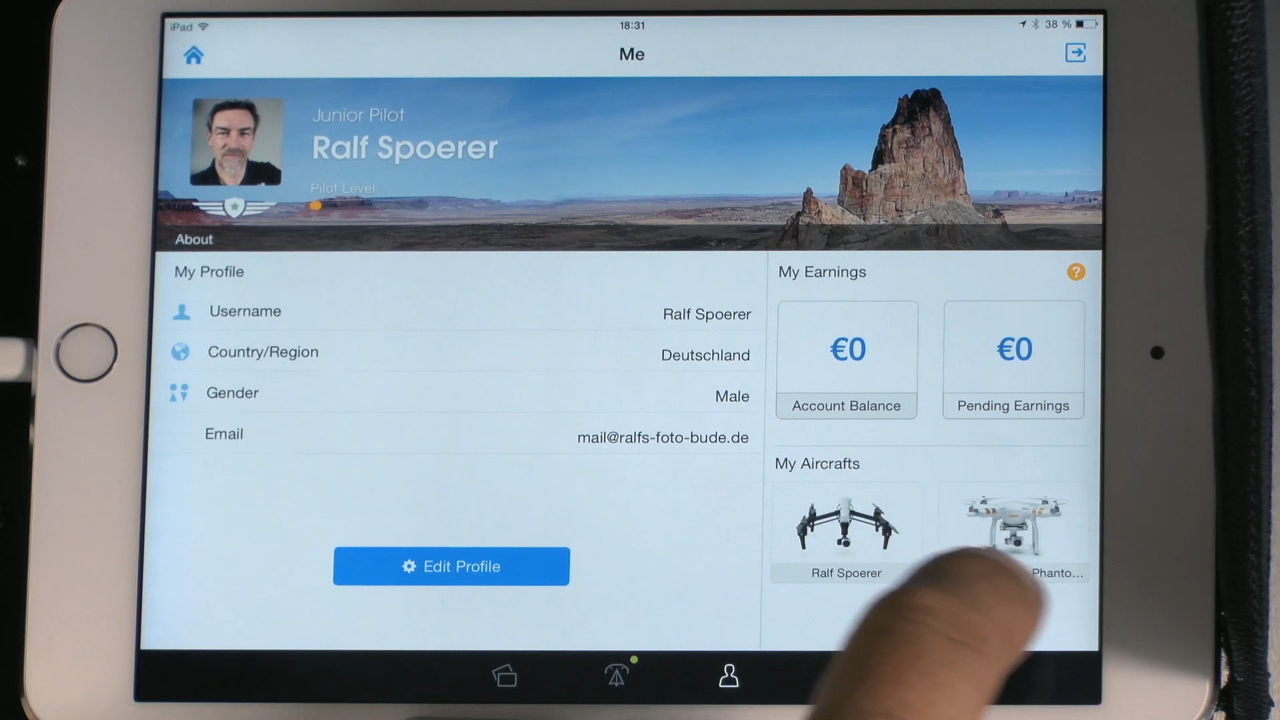 iPad
18:31
38 %
Me
Junior Pilot
Ralf Spoerer
Pilot Level
About
My Profile
Username
Ralf Spoerer
Country/Region
Deutschland
Gender
Male
Email
mail@ralfs-foto-bude.de
Edit Profile
My Earnings
?
€0
Account Balance
€0
Pending Earnings
My Aircrafts
Ralf Spoerer
Phanto...